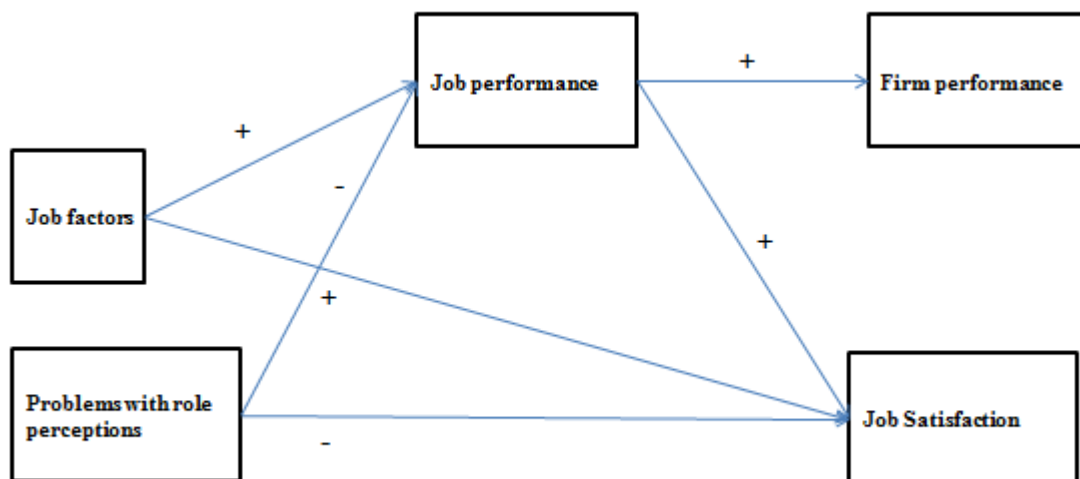 Job performance
+
Firm performance
+
-
Job factors
+
+
Problems with role
perceptions
-
Job Satisfaction